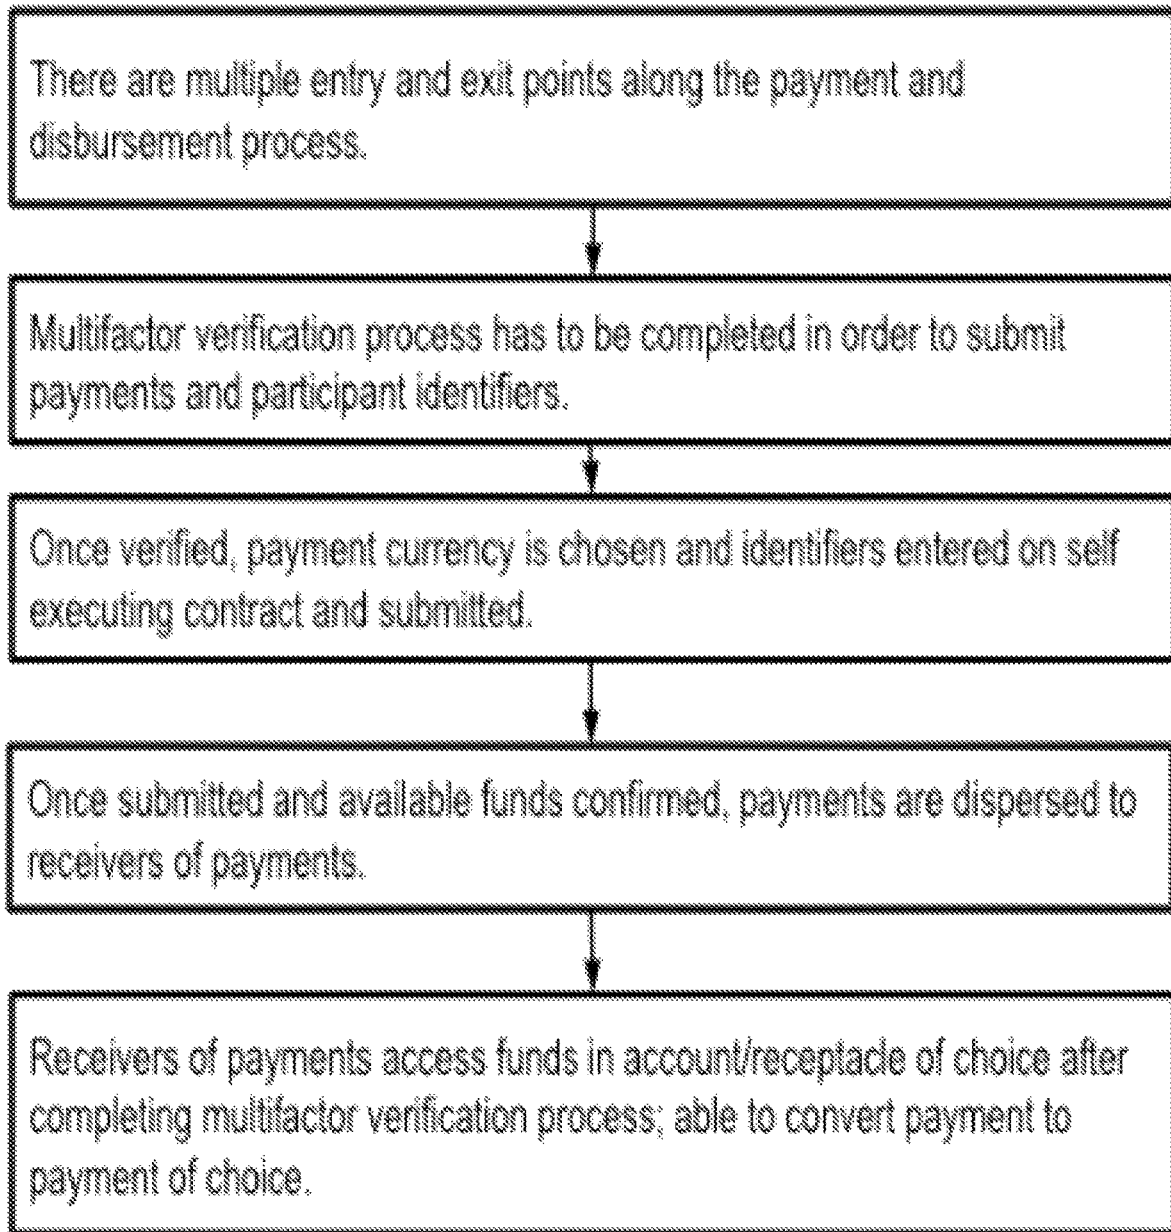 There are multiple entry and exit points along the payment and
disbursement process.
Multifactor verification process has to be completed in order to submit
payments and participant identifiers.
Once verified, payment currency is chosen and identifiers entered on self
executing contract and submitted.
Once submitted and available funds confirmed, payments are dispersed to
receivers of payments.
Receivers of payments access funds in account/receptacle of choice after
completing multifactor verification process; able to convert payment to
payment of choice.